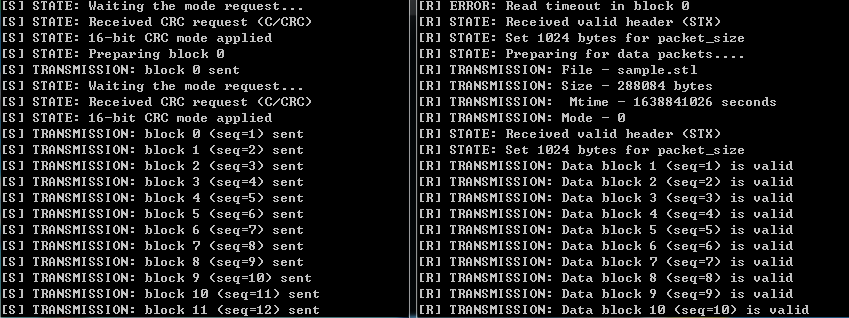 [S] STATE: Waiting the mode request...
[S] STATE: Received CRC request (C/CRC)
[S] STATE: 16-bit CRC mode applied
[S] STATE: Preparing block 0
[S] TRANSMISSION: block 0 sent
[S] STATE: Waiting the mode request...
[S] STATE: Received CRC request (C/CRC)
[S] STATE: 16-bit CRC mode applied
[S] TRANSMISSION: block 0 (seq=1) sent
[S] TRANSMISSION: block 1 (seq=2) sent
[S] TRANSMISSION: block 2 (seq=3) sent
[S] TRANSMISSION: block 3 (seq=4) sent
[S] TRANSMISSION: block 4 (seq=5) sent
[S] TRANSMISSION: block 5 (seq=6) sent
[S] TRANSMISSION: block 6 (seq=7) sent
[S] TRANSMISSION: block 7 (seq=8) sent
[S] TRANSMISSION: block 8 (seq=9) sent
[S] TRANSMISSION: block 9 (seq=10) sent
[S] TRANSMISSION: block 10 (seq=11) sent
[S] TRANSMISSION: block 11 (seq=12) sent
[R] ERROR: Read timeout in block 0
[R] STATE: Received valid header (STX)
[R] STATE: Set 1024 bytes for packet_size
[R] STATE: Preparing for data packets....
[R] TRANSMISSION: File - sample.stl
[R] TRANSMISSION: Size - 288084 bytes
[R] TRANSMISSION:  Mtime - 1638841026 seconds
[R] TRANSMISSION: Mode - 0
[R] STATE: Received valid header (STX)
[R] STATE: Set 1024 bytes for packet_size
[R] TRANSMISSION: Data block 1 (seq=1) is valid
[R] TRANSMISSION: Data block 2 (seq=2) is valid
[R] TRANSMISSION: Data block 3 (seq=3) is valid
[R] TRANSMISSION: Data block 4 (seq=4) is valid
[R] TRANSMISSION: Data block 5 (seq=5) is valid
[R] TRANSMISSION: Data block 6 (seq=6) is valid
[R] TRANSMISSION: Data block 7 (seq=7) is valid
[R] TRANSMISSION: Data block 8 (seq=8) is valid
[R] TRANSMISSION: Data block 9 (seq=9) is valid
[R] TRANSMISSION: Data block 10 (seq=10) is valid